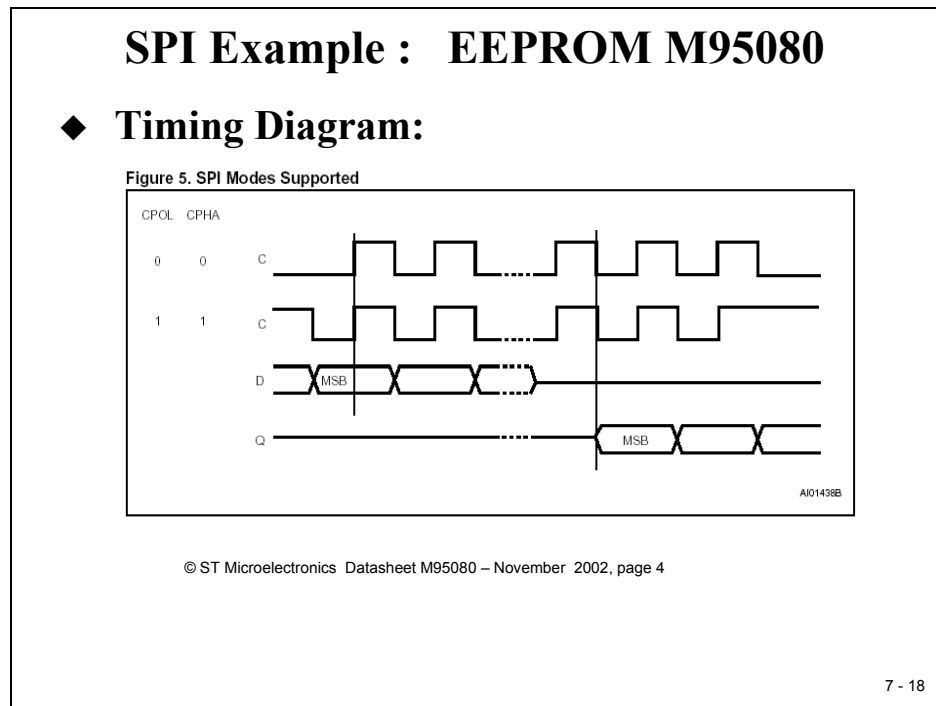 SPI Example : EEPROM M95080
◆ Timing Diagram:
Figure 5. SPI Modes Supported
CPOL CPHA
0 0 C
1 1 C
D MSB
Q MSB
AI01438B
© ST Microelectronics Datasheet M95080 – November 2002, page 4
7 - 18